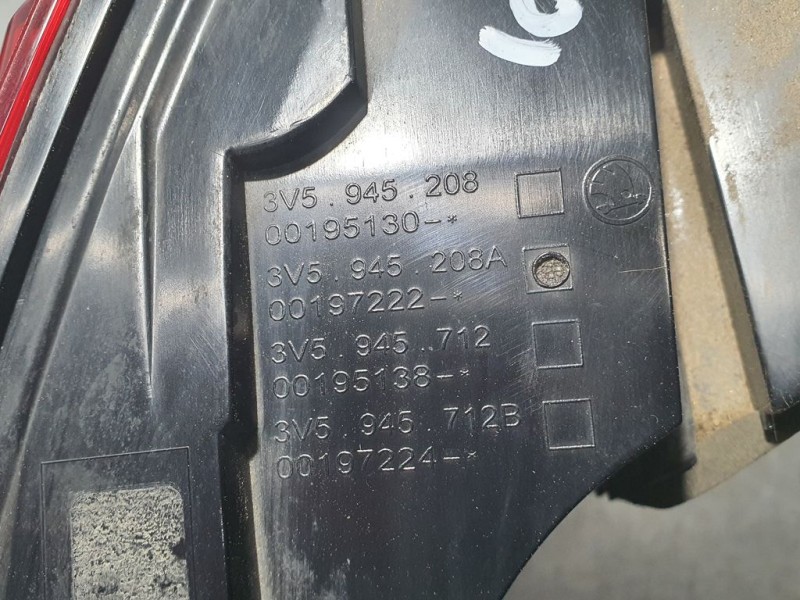 3V5 . 945 . 208
00195130-*
3V5 . 945 . 208A
00197222-*
3V5 . 945 . 712
00195138-*
3V5 . 945 . 712B
00197224-*